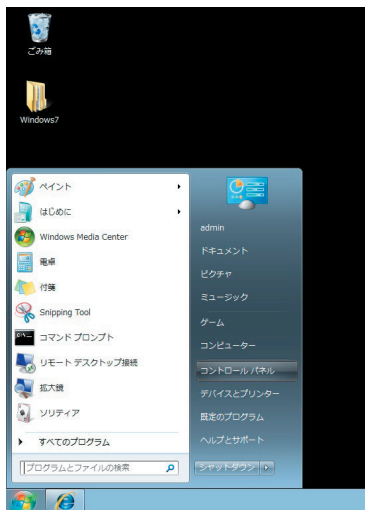 ごみ箱
Windows7
ペイント
はじめに
Windows Media Center
電卓
付箋
Snipping Tool
コマンド プロンプト
リモート デスクトップ接続
拡大鏡
ソリティア
すべてのプログラム
プログラムとファイルの検索
admin
ドキュメント
ピクチャ
ミュージック
ゲーム
コンピューター
コントロール パネル
デバイスとプリンター
既定のプログラム
ヘルプとサポート
シャットダウン